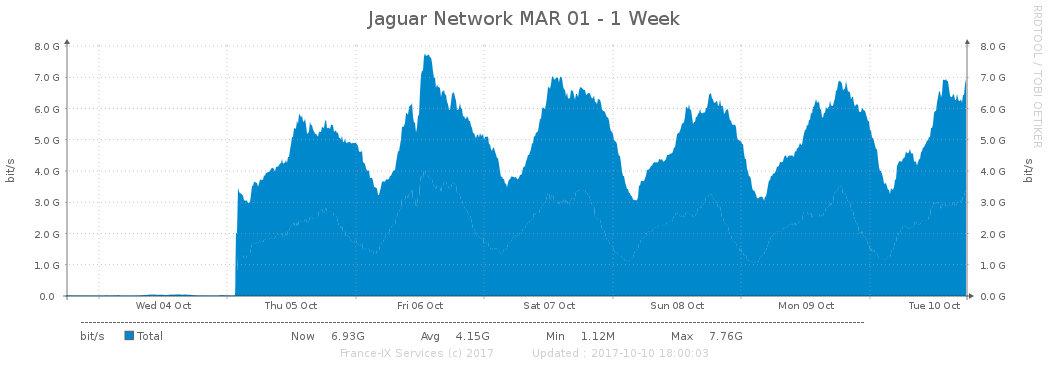 Jaguar Network MAR 01 - 1 Week
RRDTOOL / TOBI OETIKER
bit/s
8.0 G
7.0 G
6.0 G
5.0 G
4.0 G
3.0 G
2.0 G
1.0 G
0.0
8.0 G
7.0 G
6.0 G
5.0 G
4.0 G
3.0 G
2.0 G
1.0 G
0.0 G
bit/s
Wed 04 Oct Thu 05 Oct Fri 06 Oct Sat 07 Oct Sun 08 Oct Mon 09 Oct Tue 10 Oct
bit/s Total Now 6.93G Avg 4.15G Min 1.12M Max 7.76G
France-IX Services (c) 2017 Updated : 2017-10-10 18:00:03